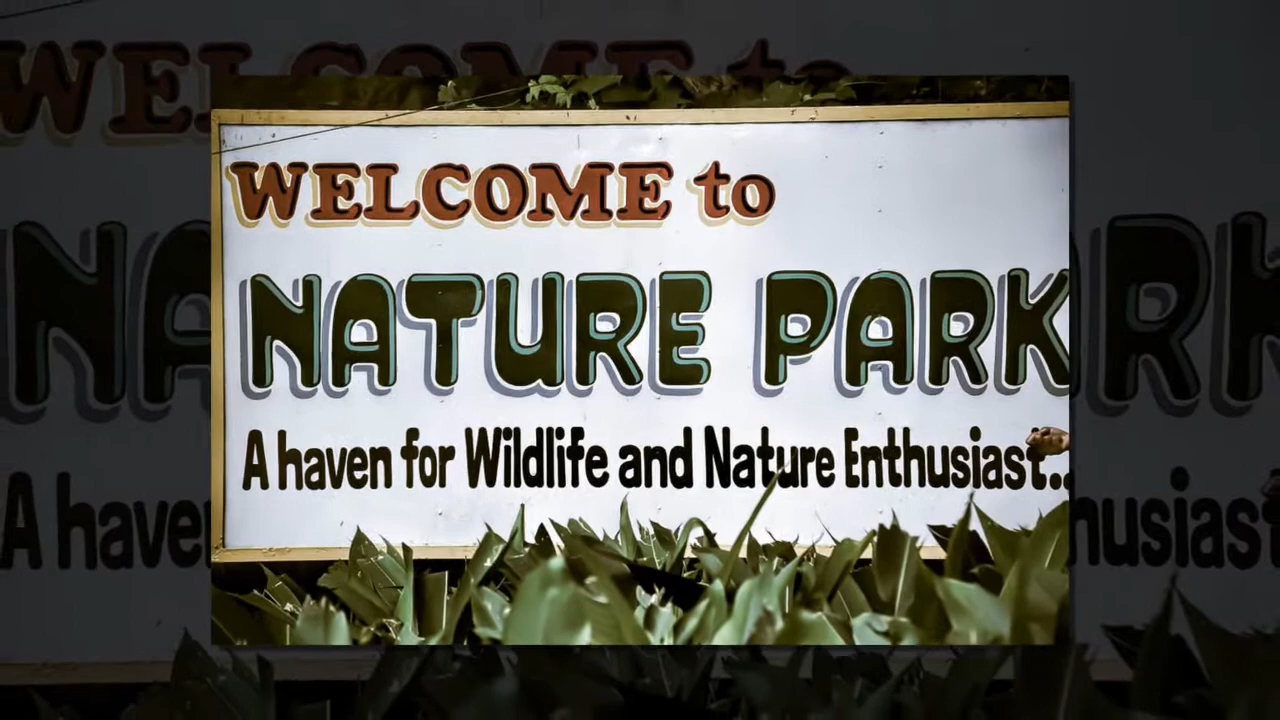 WELCOME to
NATURE PARK
A haven for Wildlife and Nature Enthusiast..